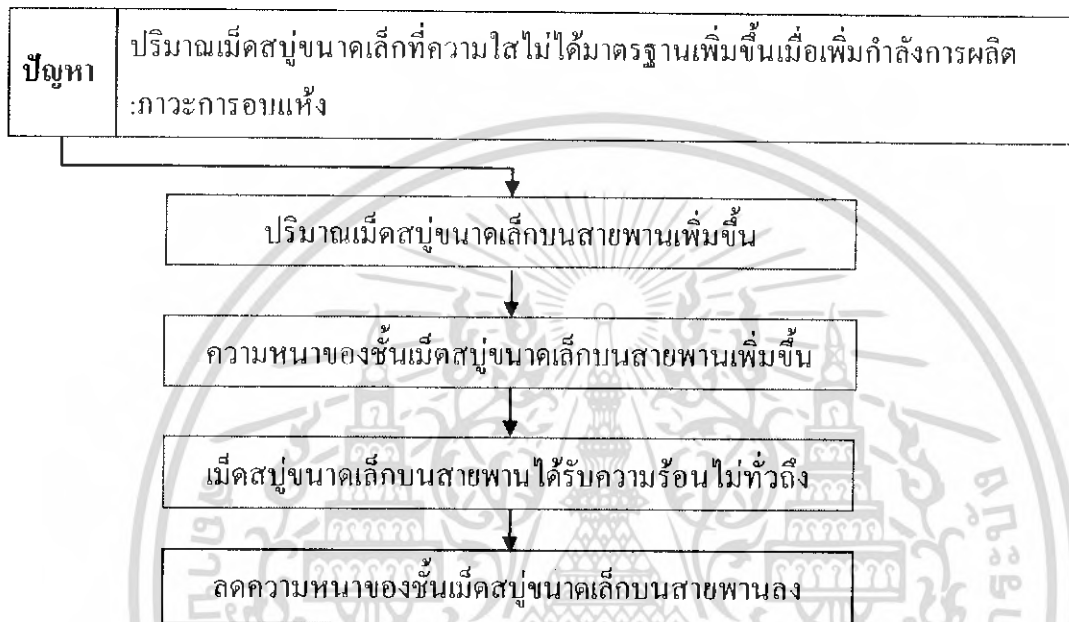 ปัญหา
ปริมาณเม็ดสบู่ขนาดเล็กที่ความใสไม่ได้มาตรฐานเพิ่มขึ้นเมื่อเพิ่มกำลังการผลิต
:ภาวะการอบแห้ง
ปริมาณเม็ดสบู่ขนาดเล็กบนสายพานเพิ่มขึ้น
ความหนาของชั้นเม็ดสบู่ขนาดเล็กบนสายพานเพิ่มขึ้น
เม็ดสบู่ขนาดเล็กบนสายพานได้รับความร้อนไม่ทั่วถึง
ลดความหนาของชั้นเม็ดสบู่ขนาดเล็กบนสายพานลง